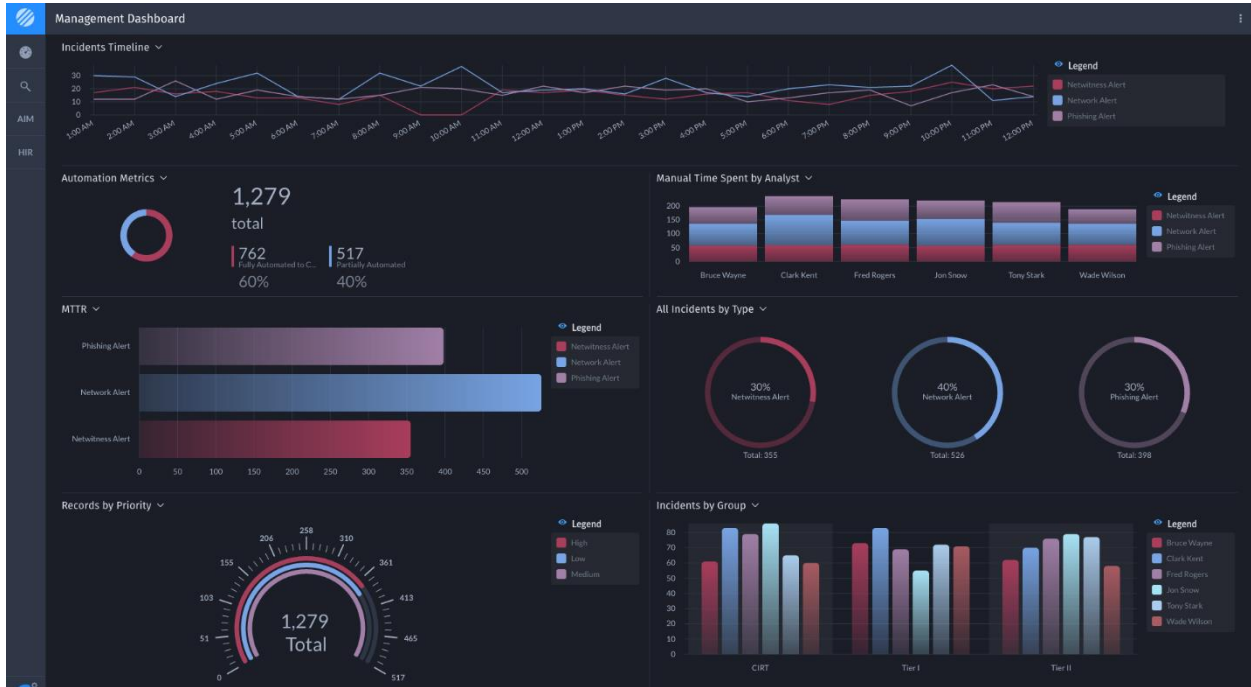 Management Dashboard
AIM
HIR
Incidents Timeline
30
20
10
0
1:00 AM 2:00 AM 3:00 AM 4:00 AM 5:00 AM 6:00 AM 7:00 AM 8:00 AM 9:00 AM 10:00 AM 11:00 AM 12:00 AM 1:00 PM 2:00 PM 3:00 PM 4:00 PM 5:00 PM 6:00 PM 7:00 PM 8:00 PM 9:00 PM 10:00 PM 11:00 PM 12:00 PM
Legend
Netwitness Alert
Network Alert
Phishing Alert
Automation Metrics
1,279
total
762
Fully Automated to C...
60%
517
Partially Automated
40%
Manual Time Spent by Analyst
200
150
100
50
0
Bruce Wayne Clark Kent Fred Rogers Jon Snow Tony Stark Wade Wilson
Legend
Netwitness Alert
Network Alert
Phishing Alert
MTTR
Phishing Alert
Network Alert
Netwitness Alert
0 50 100 150 200 250 300 350 400 450 500
Legend
Netwitness Alert
Network Alert
Phishing Alert
All Incidents by Type
30%
Netwitness Alert
Total: 355
40%
Network Alert
Total: 526
30%
Phishing Alert
Total: 398
Records by Priority
0
51
103
155
206
258
310
361
413
465
517
1,279
Total
Legend
High
Low
Medium
Incidents by Group
80
70
60
50
40
30
20
10
0
CIRT Tier I Tier II
Legend
Bruce Wayne
Clark Kent
Fred Rogers
Jon Snow
Tony Stark
Wade Wilson